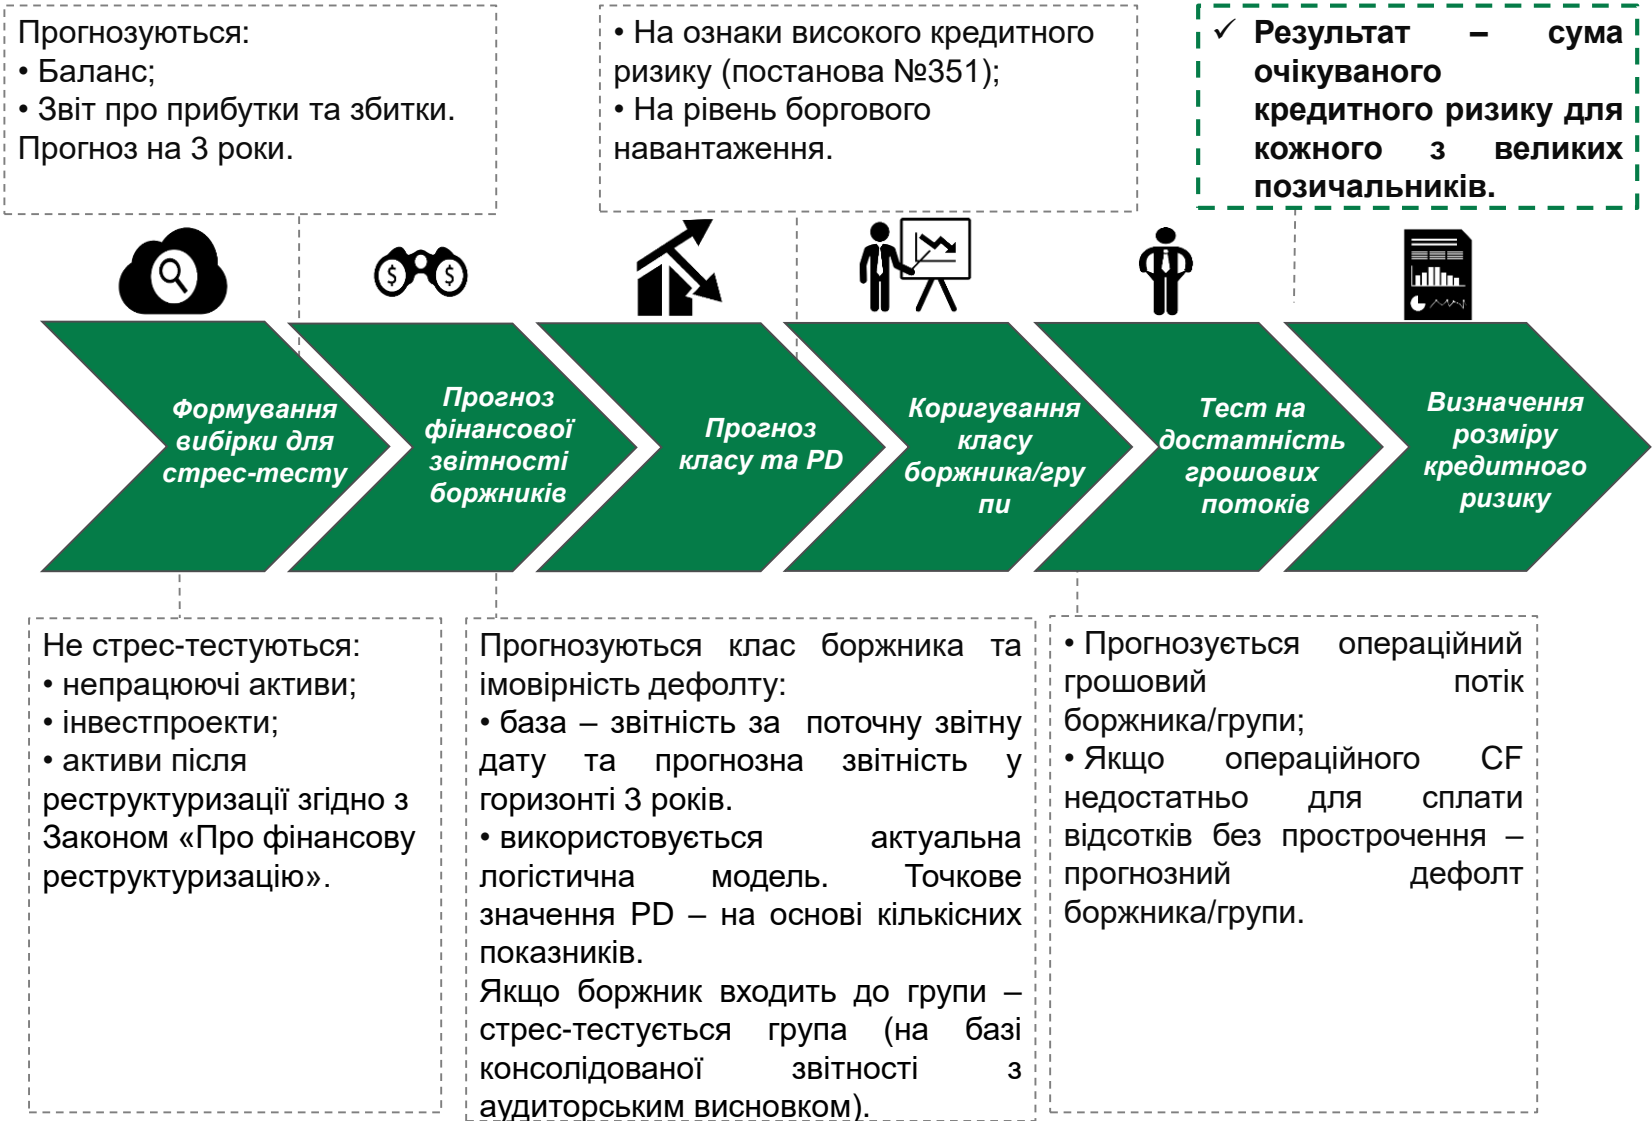 Прогнозуються:
• Баланс;
• Звіт про прибутки та збитки.
Прогноз на 3 роки.
• На ознаки високого кредитного
ризику (постанова №351);
• На рівень боргового
навантаження.
✓ Результат – сума
очікуваного
кредитного ризику для
кожного з великих
позичальників.
$ $
Формування
вибірки для
стрес-тесту
Прогноз
фінансової
звітності
боржників
Прогноз
класу та PD
Коригування
класу
боржника/гру
пи
Тест на
достатність
грошових
потоків
Визначення
розміру
кредитного
ризику
Не стрес-тестуються:
• непрацюючі активи;
• інвестпроекти;
• активи після
реструктуризації згідно з
Законом «Про фінансову
реструктуризацію».
Прогнозуються клас боржника та
імовірність дефолту:
• база – звітність за поточну звітну
дату та прогнозна звітність у
горизонті 3 років.
• використовується актуальна
логістична модель. Точкове
значення PD – на основі кількісних
показників.
Якщо боржник входить до групи –
стрес-тестується група (на базі
консолідованої звітності з
аудиторським висновком).
• Прогнозується операційний
грошовий потік
боржника/групи;
• Якщо операційного CF
недостатньо для сплати
відсотків без прострочення –
прогнозний дефолт
боржника/групи.